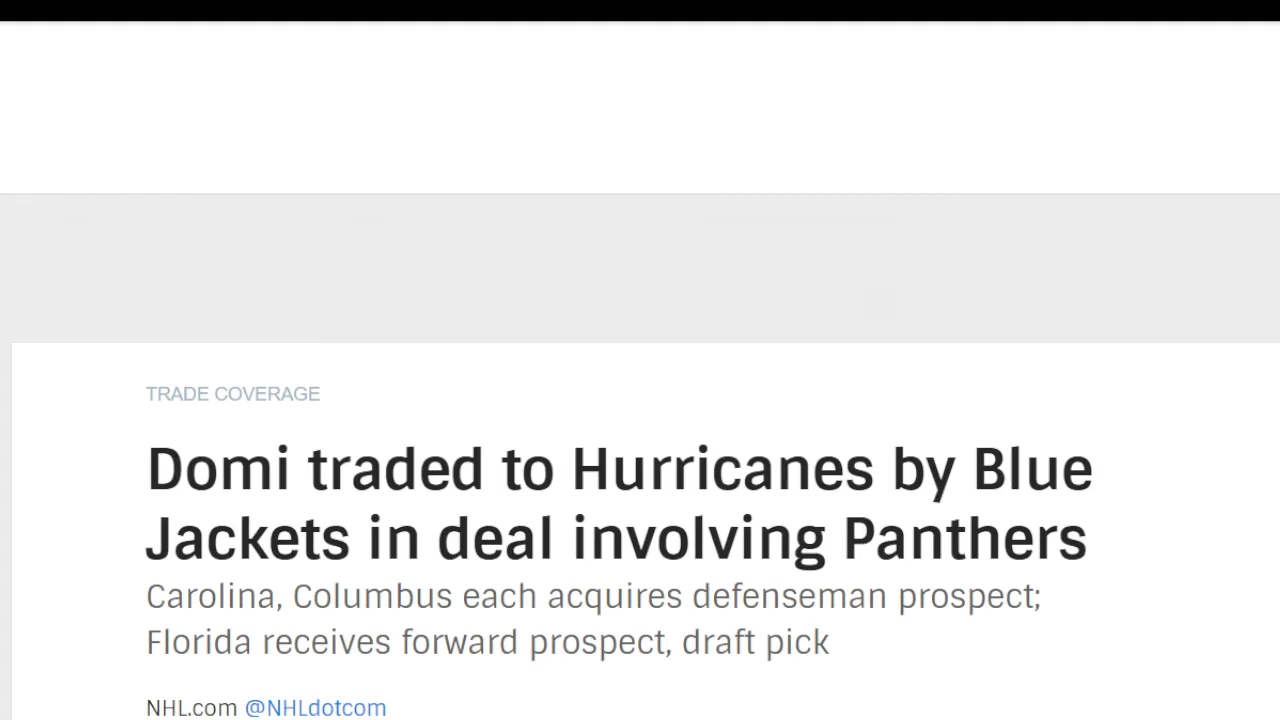 TRADE COVERAGE
Domi traded to Hurricanes by Blue
Jackets in deal involving Panthers
Carolina, Columbus each acquires defenseman prospect;
Florida receives forward prospect, draft pick
NHL.com @NHLdotcom